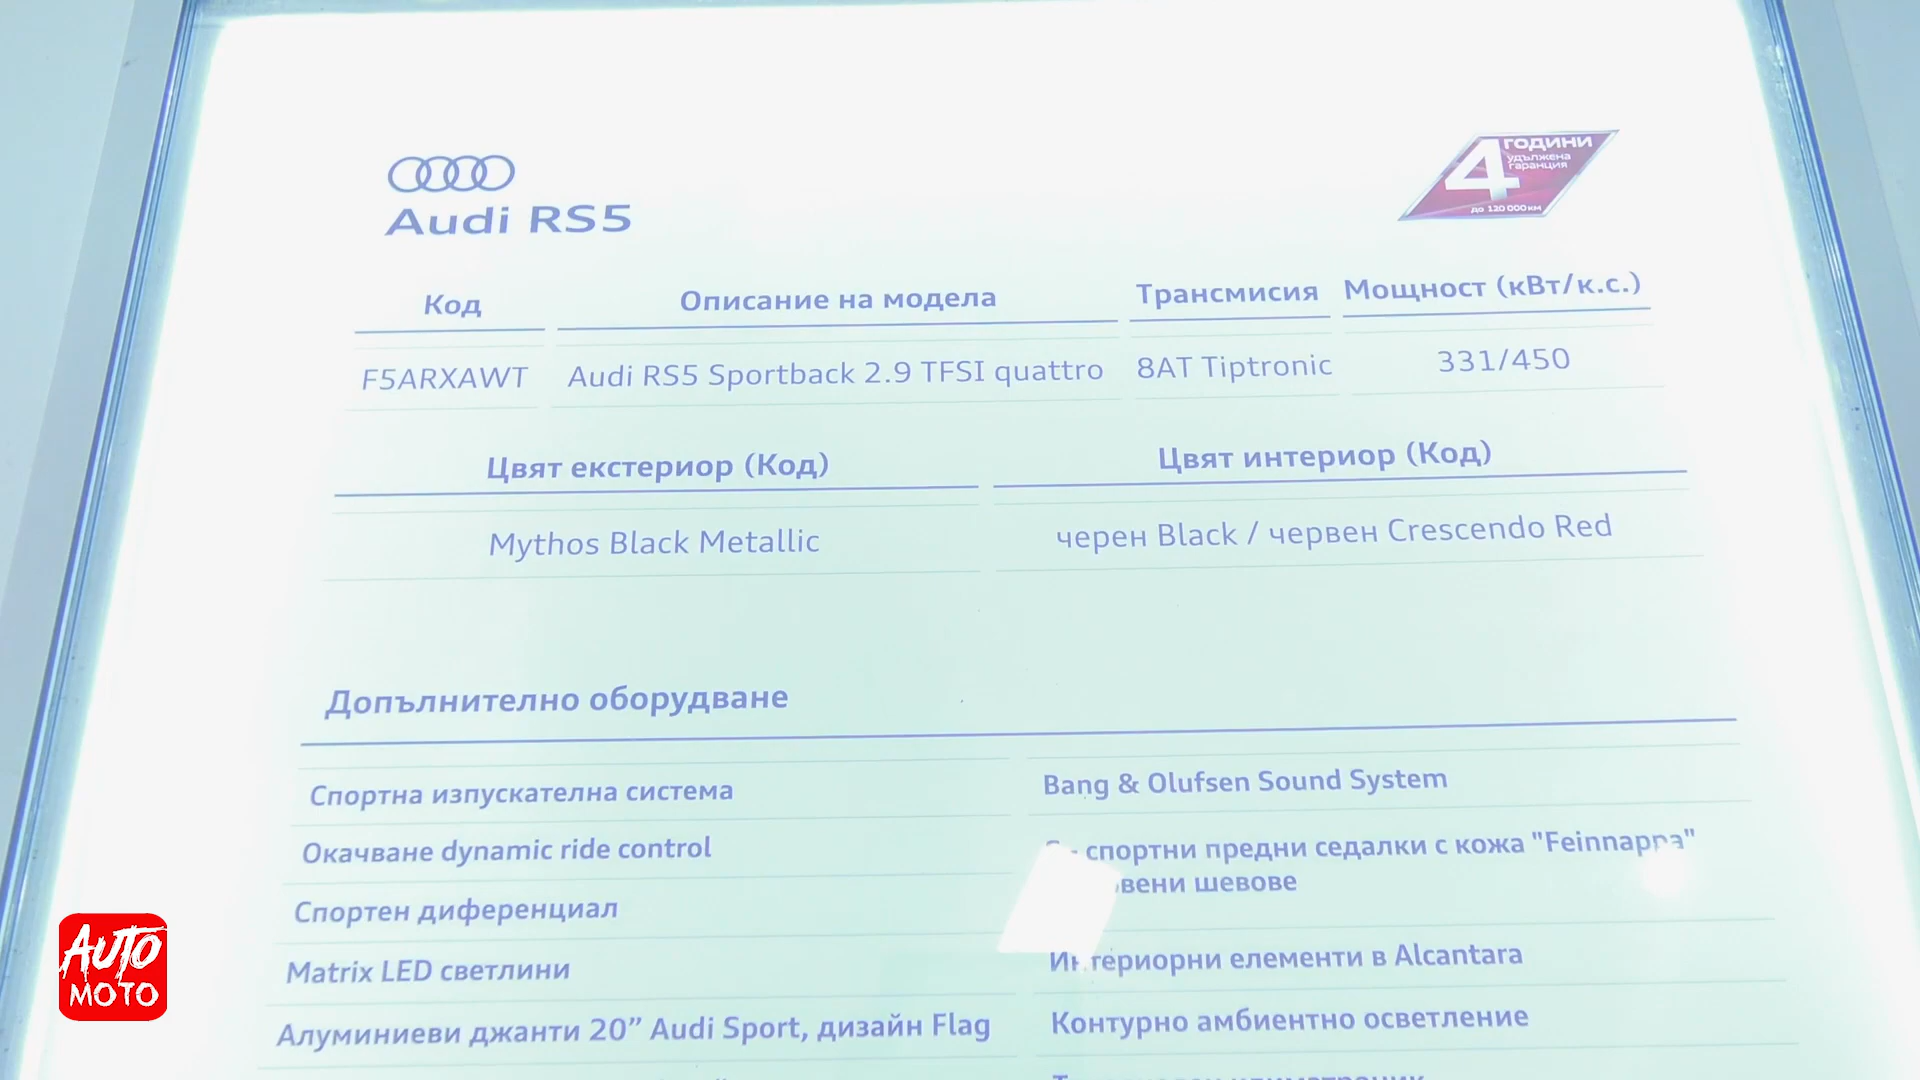 4 ГОДИНИ
удължена
гаранция
до 120 000 км
Audi RS5
Код Описание на модела Трансмисия Мощност (кВт/к.с.)
F5ARXAWT Audi RS5 Sportback 2.9 TFSI quattro 8AT Tiptronic 331/450
Цвят екстериор (Код) Цвят интериор (Код)
Mythos Black Metallic черен Black / червен Crescendo Red
Допълнително оборудване
Спортна изпускателна система Bang & Olufsen Sound System
Окачване dynamic ride control спортни предни седалки с кожа "Feinnappa"
шевове
Спортен диференциал
Matrix LED светлини Интериорни елементи в Alcantara
Алуминиеви джанти 20” Audi Sport, дизайн Flag Контурно амбиентно осветление
AUTO
MOTO